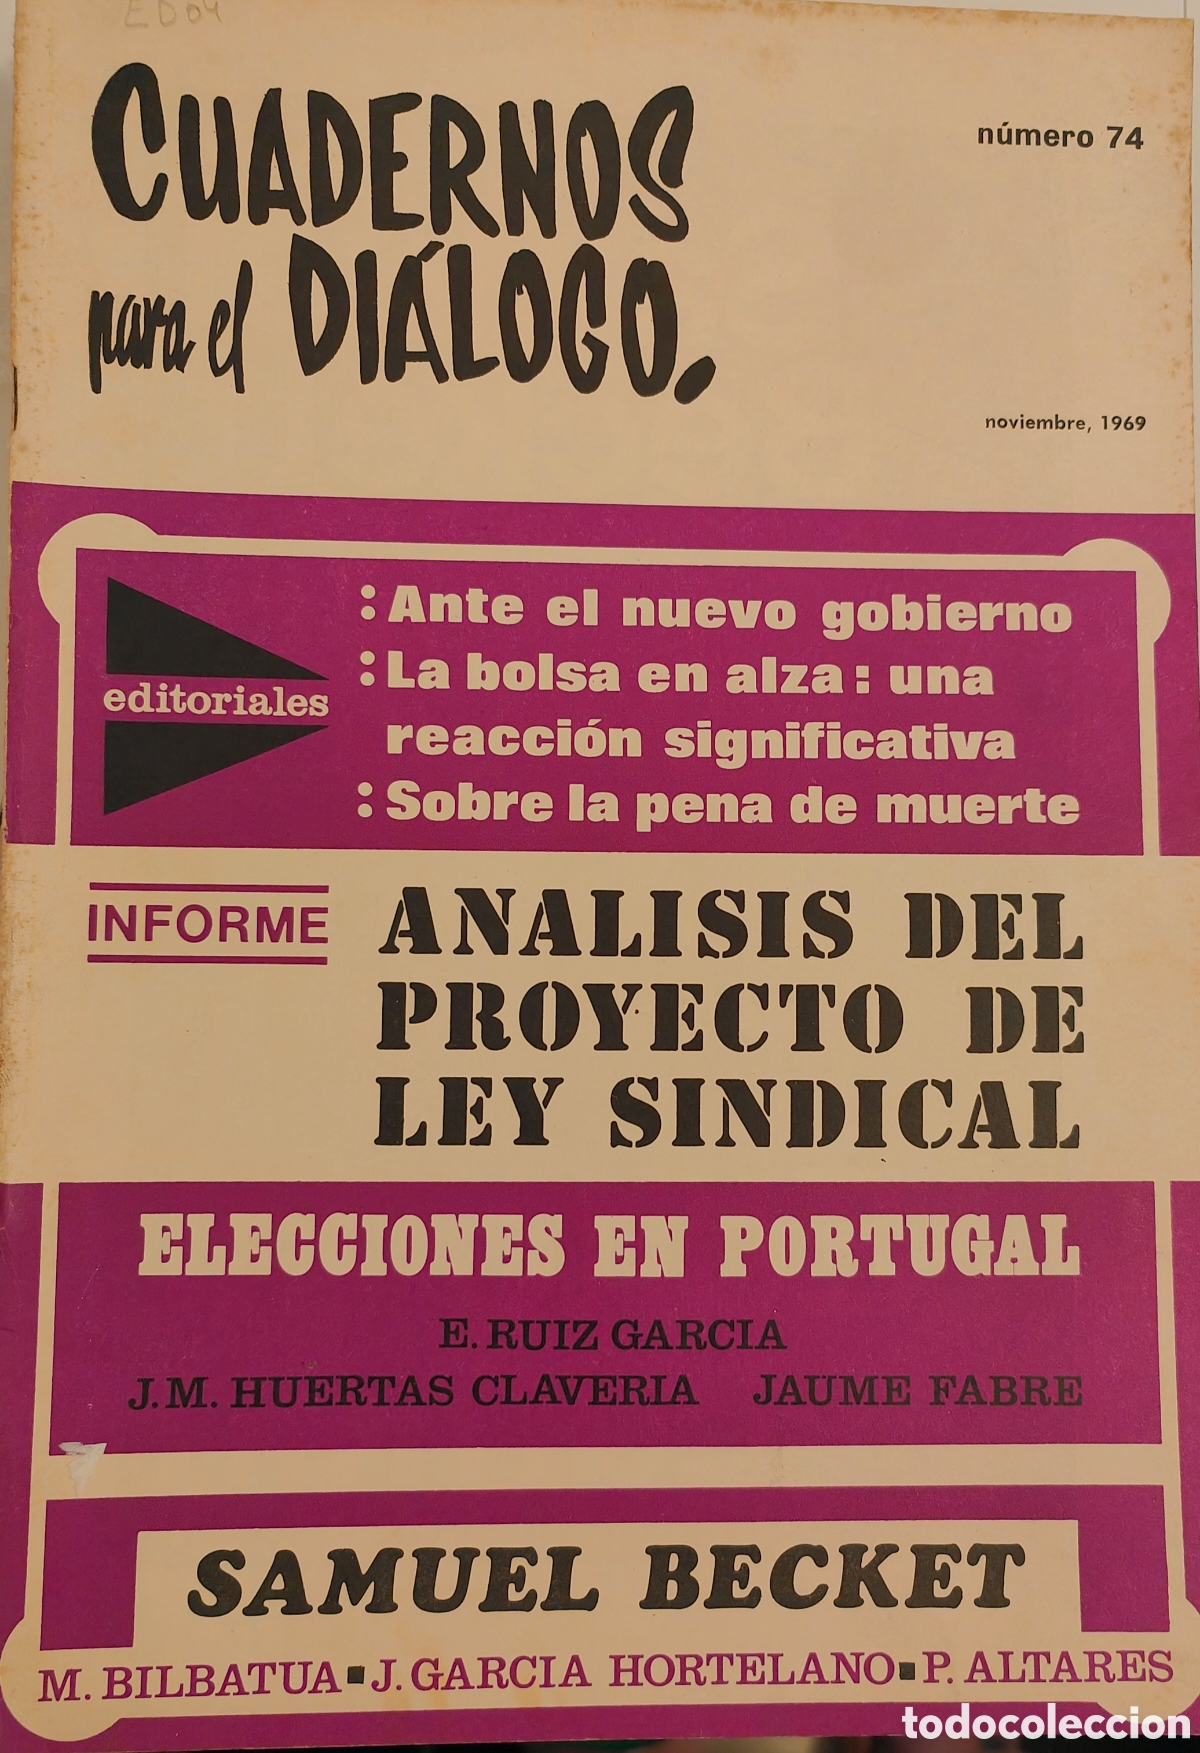 ED04
CUADERNOS
para el DIÁLOGO.
número 74
noviembre, 1969
editoriales
: Ante el nuevo gobierno
: La bolsa en alza: una
reacción significativa
: Sobre la pena de muerte
INFORME
ANALISIS DEL
PROYECTO DE
LEY SINDICAL
ELECCIONES EN PORTUGAL
E. RUIZ GARCIA
J. M. HUERTAS CLAVERIA JAUME FABRE
SAMUEL BECKET
M. BILBATUA ▪ J. GARCIA HORTELANO ▪ P. ALTARES
todocoleccion